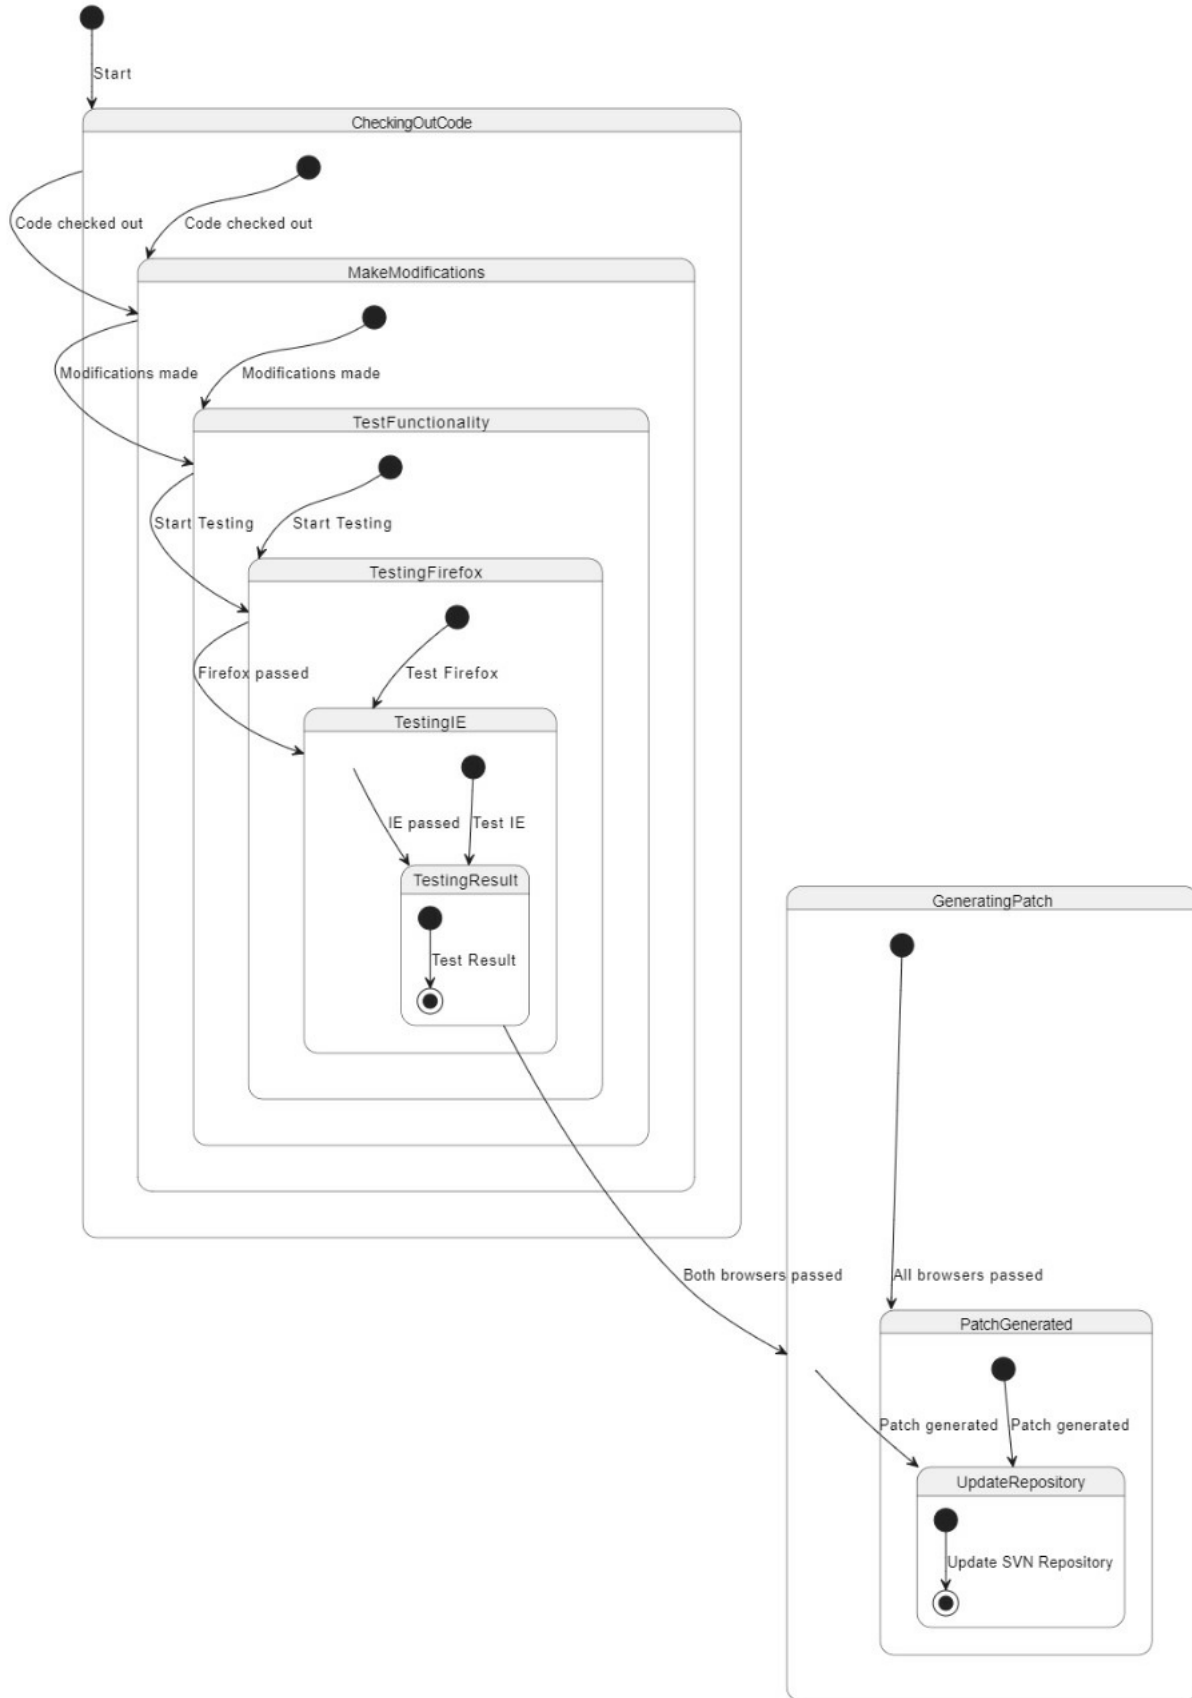 Start
CheckingOutCode
Code checked out
Code checked out
MakeModifications
Modifications made
Modifications made
TestFunctionality
Start Testing
Start Testing
TestingFirefox
Firefox passed
Test Firefox
TestingIE
IE passed
Test IE
TestingResult
Test Result
GeneratingPatch
Both browsers passed
All browsers passed
PatchGenerated
Patch generated
Patch generated
UpdateRepository
Update SVN Repository